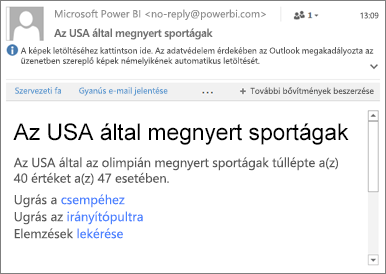 Microsoft Power BI <no-reply@powerbi.com>
1
13:09
Az USA által megnyert sportágak
A képek letöltéséhez kattintson ide. Az adatvédelem érdekében az Outlook megakadályozta az
üzenetben szereplő képek némelyikének automatikus letöltését.
Szervezeti fa
Gyanús e-mail jelentése
...
+ További bővítmények beszerzése
Az USA által megnyert sportágak
Az USA által az olimpián megnyert sportágak túllépte a(z)
40 értéket a(z) 47 esetében.
Ugrás a csempéhez
Ugrás az irányítópultra
Elemzések lekérése